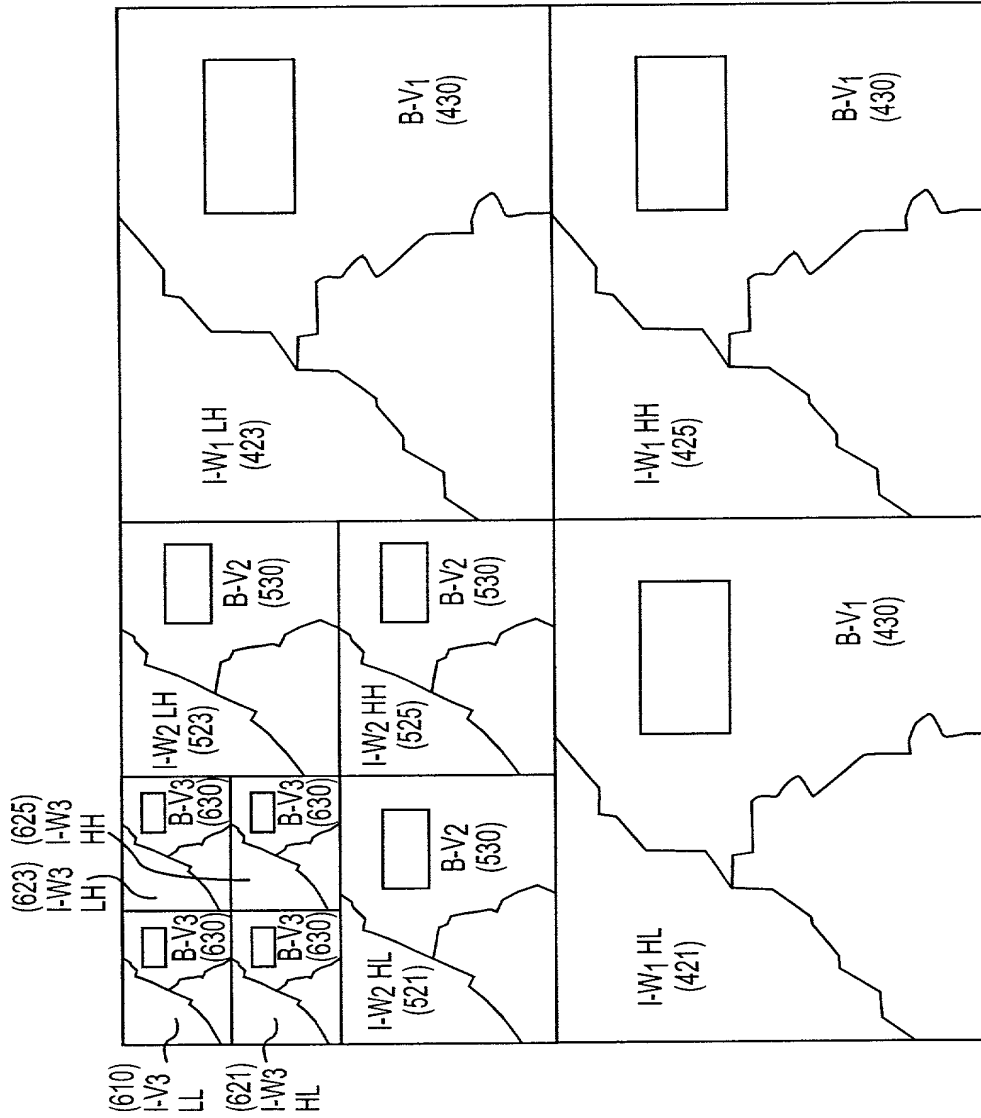 (623)
I-W3
LH
(625)
I-W3
HH
(610)
I-V3
LL
(621)
I-W3
HL
B-V3
(630)
B-V3
(630)
B-V3
(630)
B-V3
(630)
I-W2 LH
(523)
B-V2
(530)
I-W2 HL
(521)
B-V2
(530)
I-W2 HH
(525)
B-V2
(530)
I-W1 LH
(423)
B-V1
(430)
I-W1 HL
(421)
B-V1
(430)
I-W1 HH
(425)
B-V1
(430)